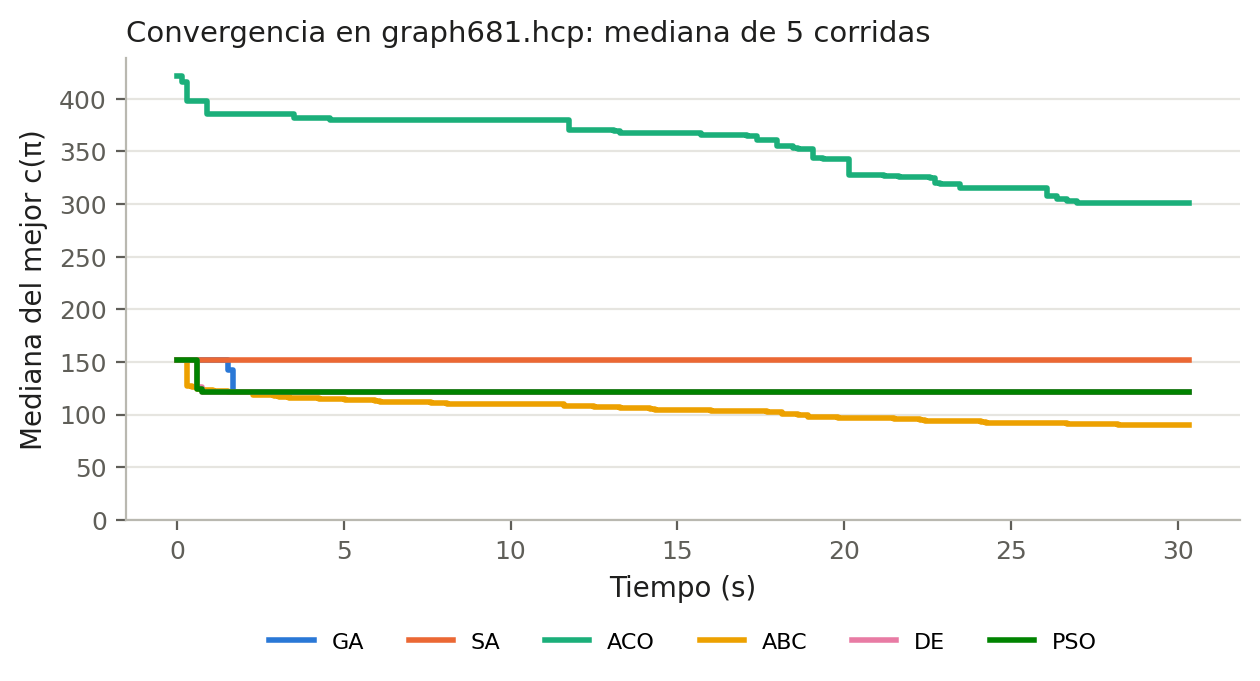 Convergencia en graph681.hcp: mediana de 5 corridas
Mediana del mejor c(π)
400
350
300
250
200
150
100
50
0
0 5 10 15 20 25 30
Tiempo (s)
GA SA ACO ABC DE PSO